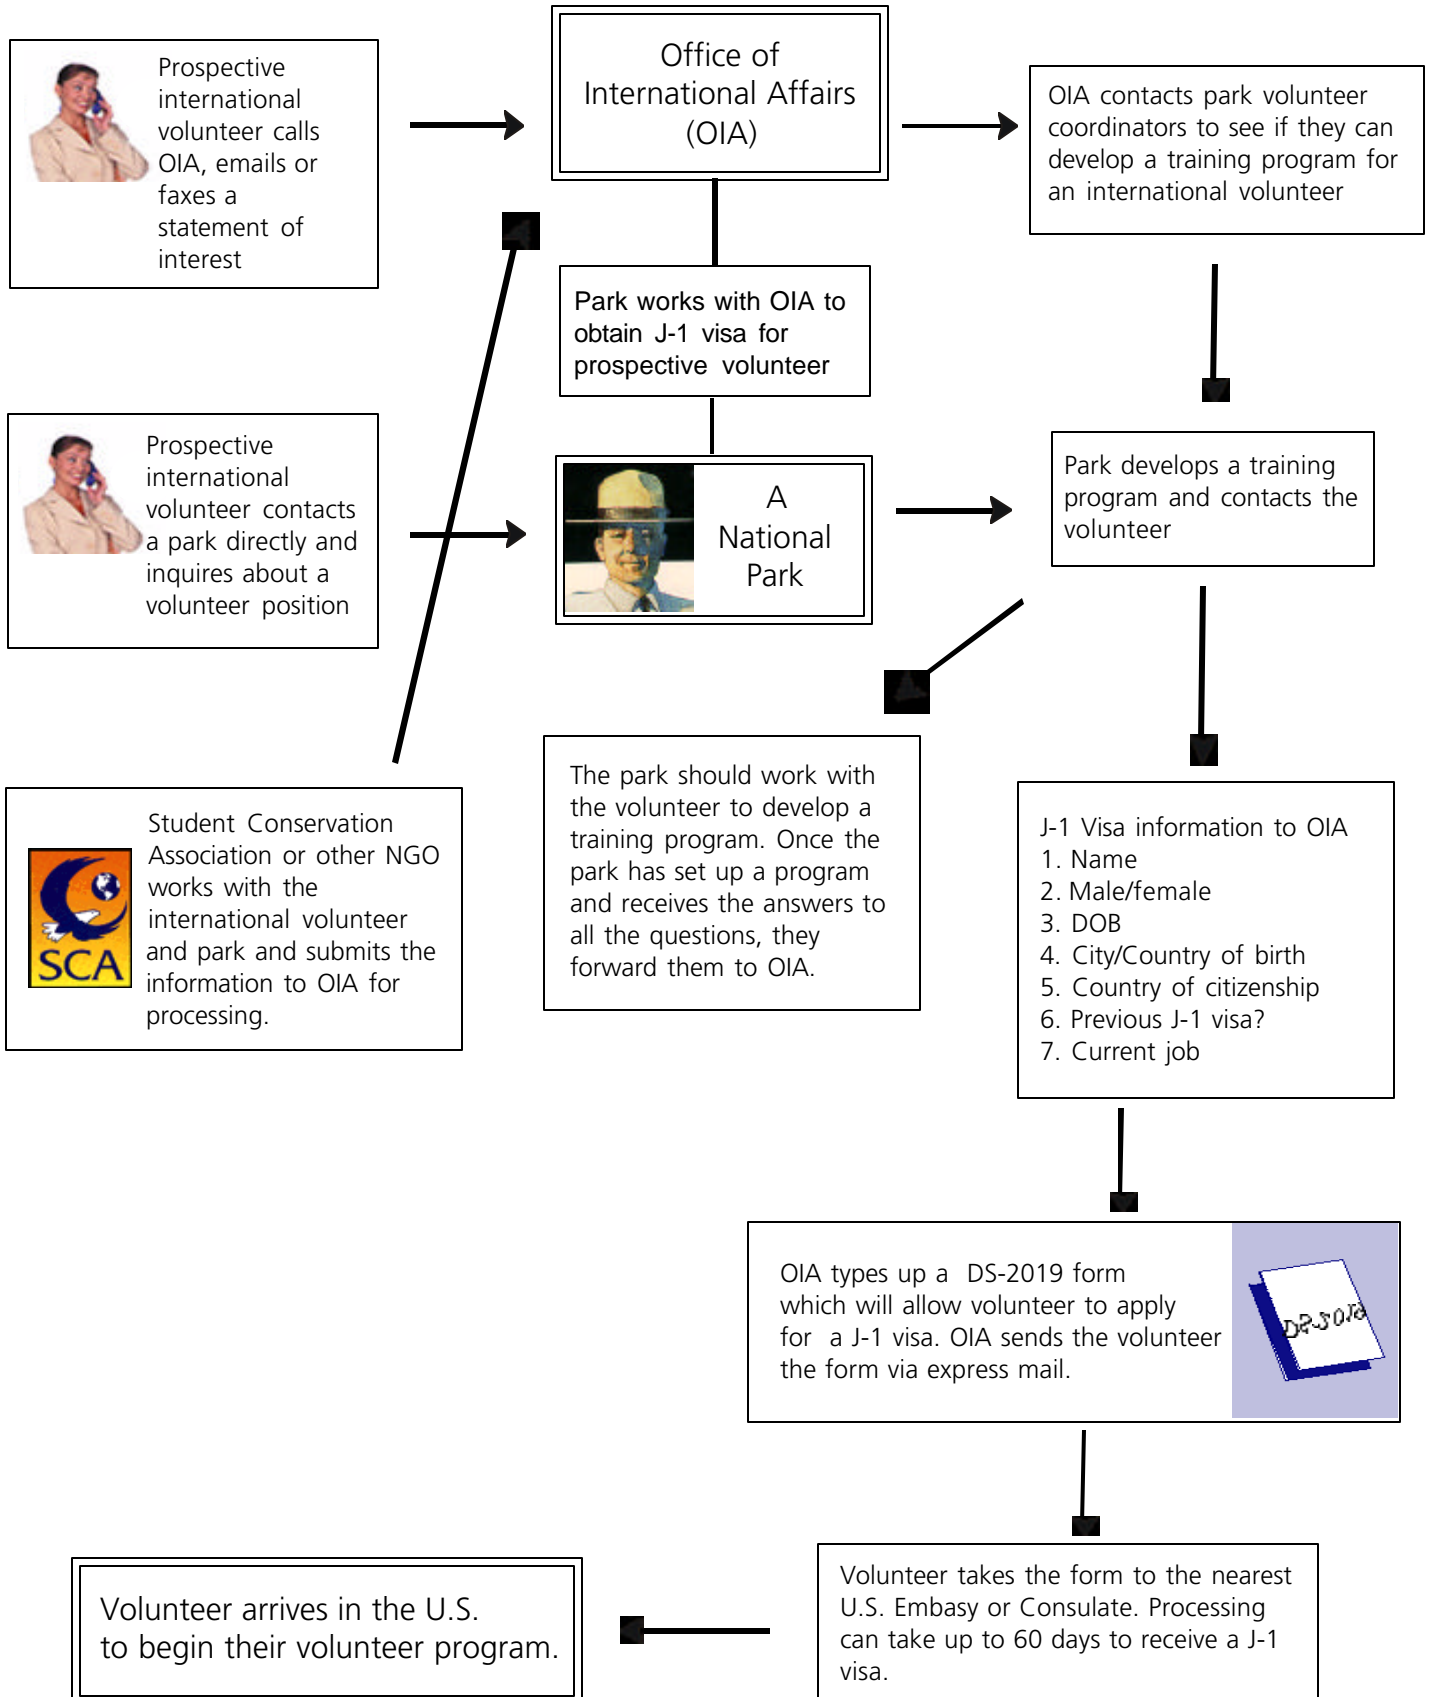 Prospective
international
volunteer calls
OIA, emails or
faxes a
statement of
interest
Office of
International Affairs
(OIA)
OIA contacts park volunteer
coordinators to see if they can
develop a training program for
an international volunteer
Park works with OIA to
obtain J-1 visa for
prospective volunteer
Prospective
international
volunteer contacts
a park directly and
inquires about a
volunteer position
A
National
Park
Park develops a training
program and contacts the
volunteer
SCA
Student Conservation
Association or other NGO
works with the
international volunteer
and park and submits the
information to OIA for
processing.
The park should work with
the volunteer to develop a
training program. Once the
park has set up a program
and receives the answers to
all the questions, they
forward them to OIA.
J-1 Visa information to OIA
1. Name
2. Male/female
3. DOB
4. City/Country of birth
5. Country of citizenship
6. Previous J-1 visa?
7. Current job
OIA types up a DS-2019 form
which will allow volunteer to apply
for a J-1 visa. OIA sends the volunteer
the form via express mail.
DS-2019
Volunteer takes the form to the nearest
U.S. Embasy or Consulate. Processing
can take up to 60 days to receive a J-1
visa.
Volunteer arrives in the U.S.
to begin their volunteer program.